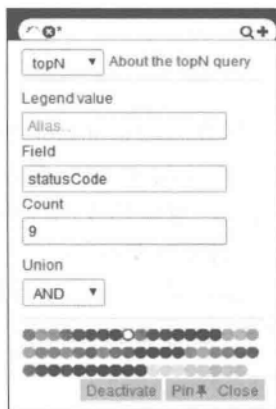 *
topN About the topN query
Legend value
Alias..
Field
statusCode
Count
9
Union
AND
Deactivate Pin Close